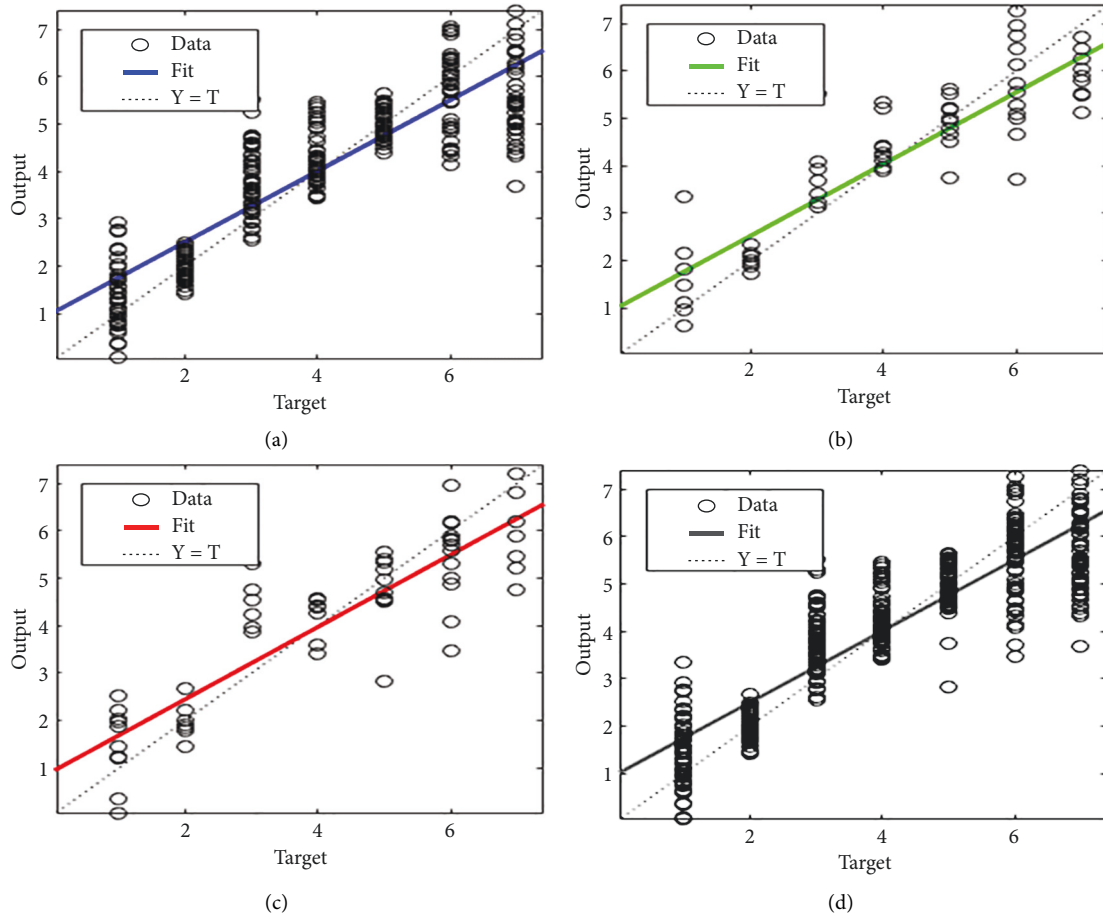 7
6
5
4
3
2
1
Output
Data
Fit
Y = T
2
4
6
Target
(a)
7
6
5
4
3
2
1
Output
Data
Fit
Y = T
2
4
6
Target
(b)
7
6
5
4
3
2
1
Output
Data
Fit
Y = T
2
4
6
Target
(c)
7
6
5
4
3
2
1
Output
Data
Fit
Y = T
2
4
6
Target
(d)